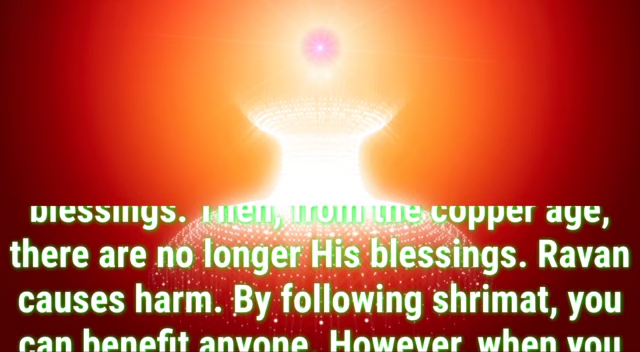 blessings. Then, from the copper age,
there are no longer His blessings. Ravan
causes harm. By following shrimat, you
can benefit anyone. However, when you